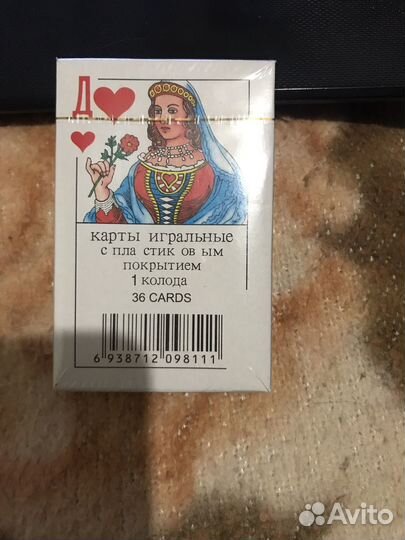 Д
карты игральные
с пла стик ов ым
покрытием
1 колода
36 CARDS
6 938712 098111
Avito